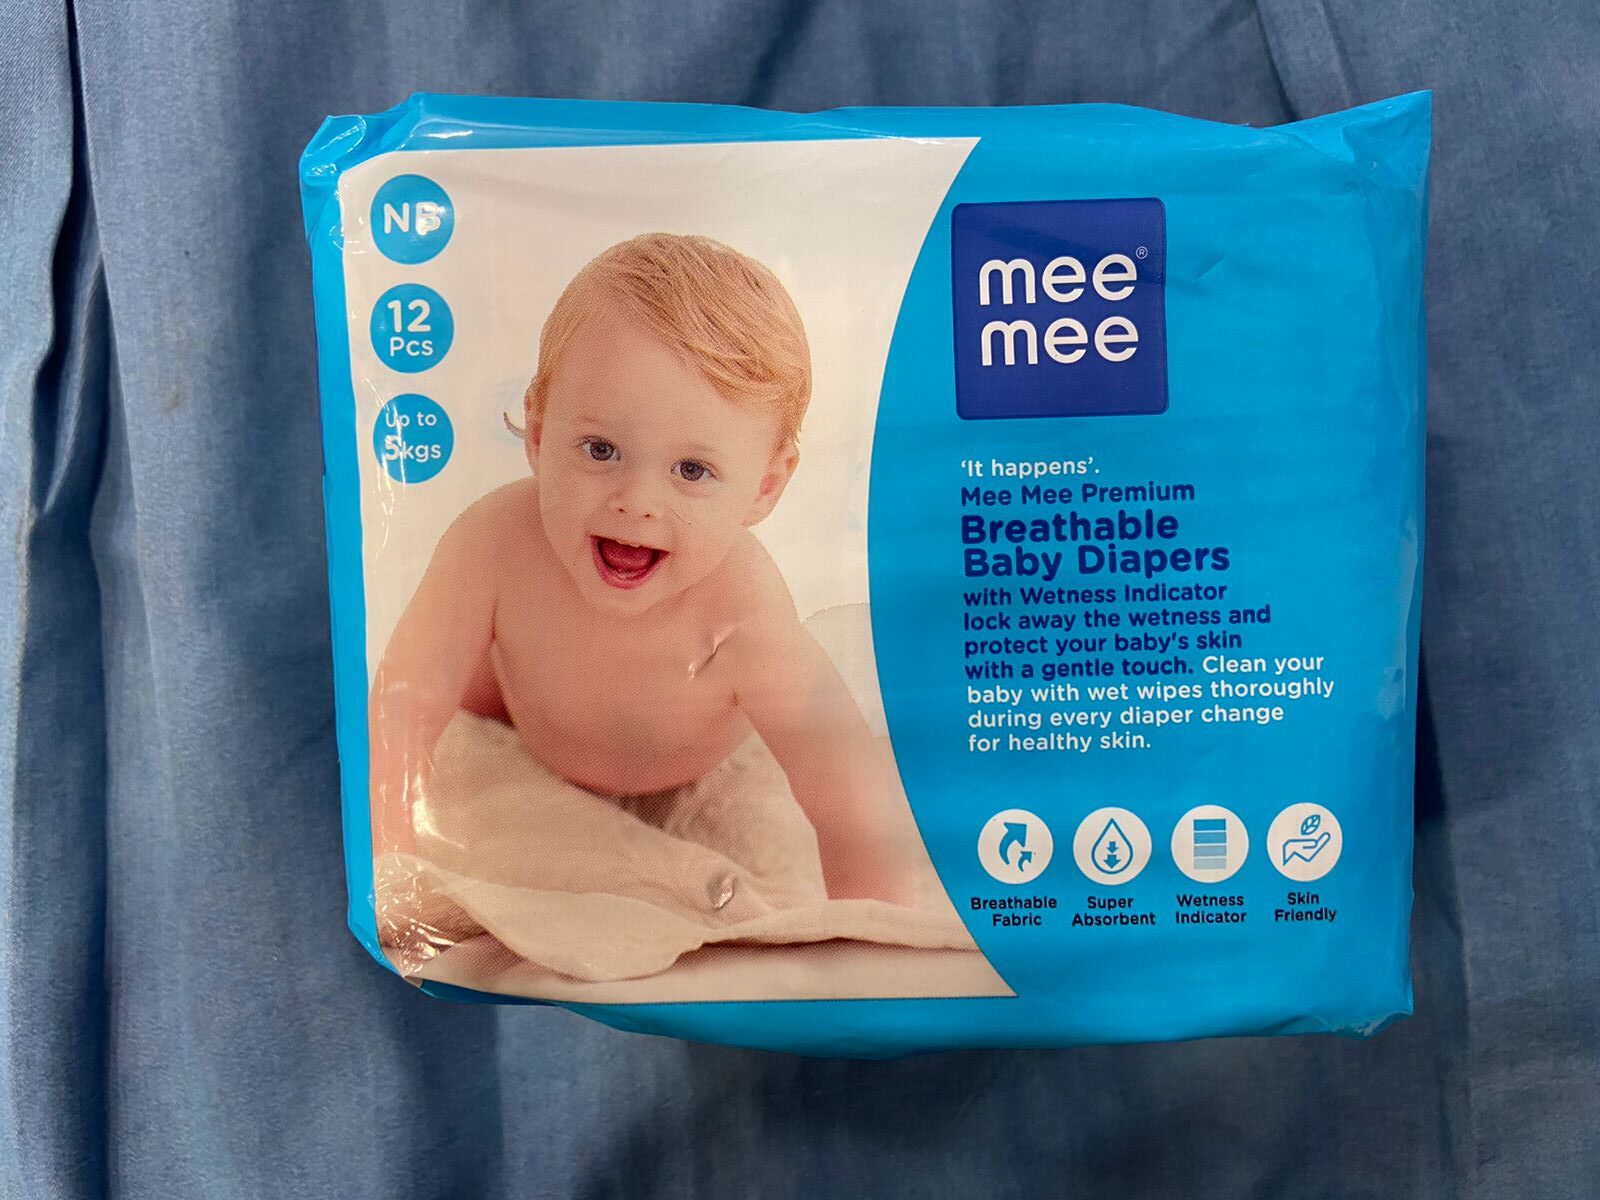 NB
12
Pcs
Up to
5kgs
mee®
mee
‘It happens’.
Mee Mee Premium
Breathable
Baby Diapers
with Wetness Indicator
lock away the wetness and
protect your baby's skin
with a gentle touch. Clean your
baby with wet wipes thoroughly
during every diaper change
for healthy skin.
Breathable
Fabric
Super
Absorbent
Wetness
Indicator
Skin
Friendly